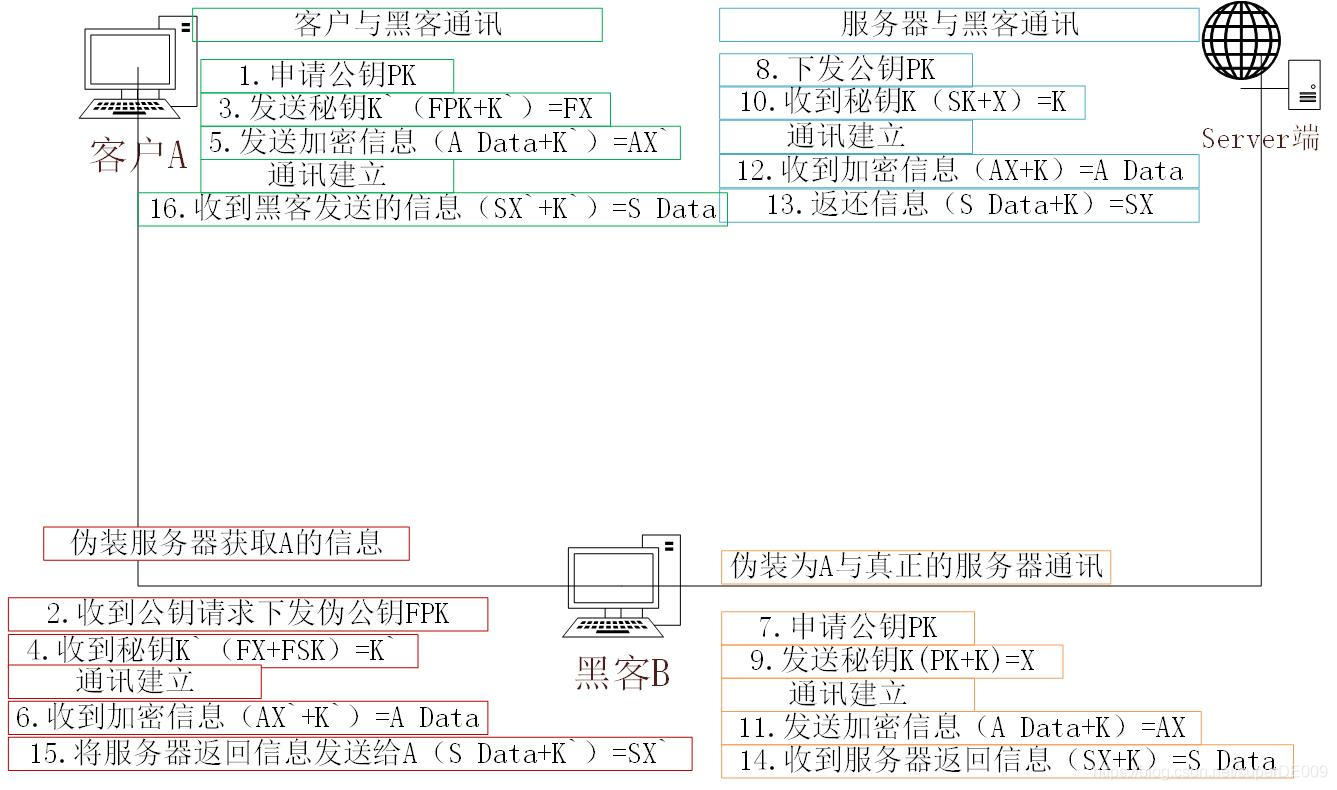 客户与黑客通讯
1.申请公钥PK
3.发送秘钥K`（FPK+K`）=FX
5.发送加密信息（A Data+K`）=AX`
通讯建立
16.收到黑客发送的信息（SX`+K`）=S Data
客户A
服务器与黑客通讯
8.下发公钥PK
10.收到秘钥K（SK+X）=K
通讯建立
12.收到加密信息（AX+K）=A Data
13.返还信息（S Data+K）=SX
Server端
伪装服务器获取A的信息
2.收到公钥请求下发伪公钥FPK
4.收到秘钥K`（FX+FSK）=K`
通讯建立
6.收到加密信息（AX`+K`）=A Data
15.将服务器返回信息发送给A（S Data+K`）=SX`
黑客B
伪装为A与真正的服务器通讯
7.申请公钥PK
9.发送秘钥K(PK+K)=X
通讯建立
11.发送加密信息（A Data+K）=AX
14.收到服务器返回信息（SX+K）=S Data